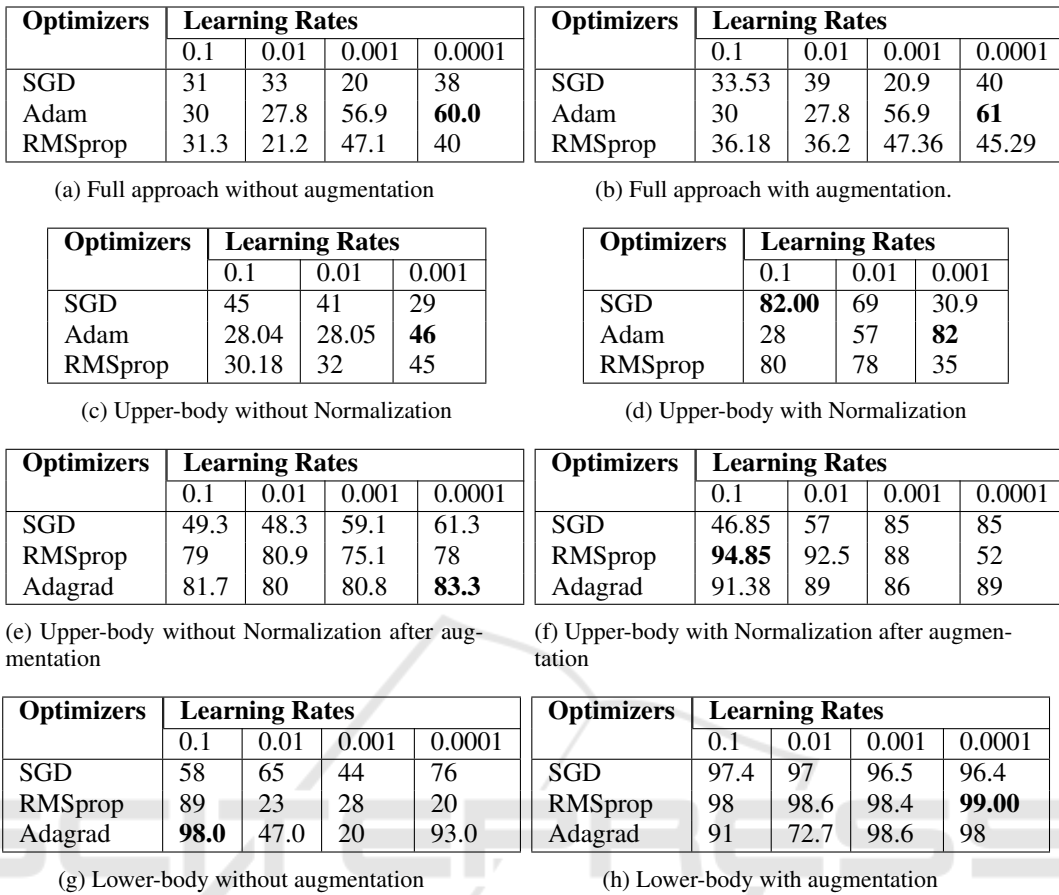 Optimizers Learning Rates
0.1 0.01 0.001 0.0001
SGD 31 33 20 38
Adam 30 27.8 56.9 60.0
RMSprop 31.3 21.2 47.1 40
(a) Full approach without augmentation
Optimizers Learning Rates
0.1 0.01 0.001 0.0001
SGD 33.53 39 20.9 40
Adam 30 27.8 56.9 61
RMSprop 36.18 36.2 47.36 45.29
(b) Full approach with augmentation.
Optimizers Learning Rates
0.1 0.01 0.001
SGD 45 41 29
Adam 28.04 28.05 46
RMSprop 30.18 32 45
(c) Upper-body without Normalization
Optimizers Learning Rates
0.1 0.01 0.001
SGD 82.00 69 30.9
Adam 28 57 82
RMSprop 80 78 35
(d) Upper-body with Normalization
Optimizers Learning Rates
0.1 0.01 0.001 0.0001
SGD 49.3 48.3 59.1 61.3
RMSprop 79 80.9 75.1 78
Adagrad 81.7 80 80.8 83.3
(e) Upper-body without Normalization after aug-
mentation
Optimizers Learning Rates
0.1 0.01 0.001 0.0001
SGD 46.85 57 85 85
RMSprop 94.85 92.5 88 52
Adagrad 91.38 89 86 89
(f) Upper-body with Normalization after augmen-
tation
Optimizers Learning Rates
0.1 0.01 0.001 0.0001
SGD 58 65 44 76
RMSprop 89 23 28 20
Adagrad 98.0 47.0 20 93.0
(g) Lower-body without augmentation
Optimizers Learning Rates
0.1 0.01 0.001 0.0001
SGD 97.4 97 96.5 96.4
RMSprop 98 98.6 98.4 99.00
Adagrad 91 72.7 98.6 98
(h) Lower-body with augmentation